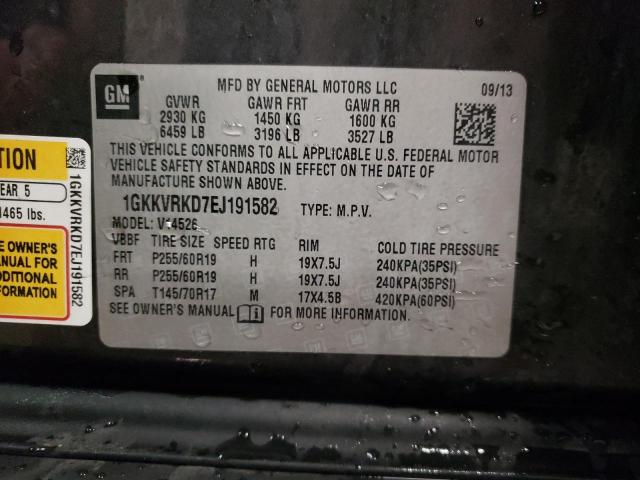 GM
MFD BY GENERAL MOTORS LLC 09/13
GVWR GAWR FRT GAWR RR
2930 KG 1450 KG 1600 KG
6459 LB 3196 LB 3527 LB
THIS VEHICLE CONFORMS TO ALL APPLICABLE U.S. FEDERAL MOTOR
VEHICLE SAFETY STANDARDS IN EFFECT ON THE DATE OF
MANUFACTURE SHOWN ABOVE.
1GKKVRKD7EJ191582 TYPE: M.P.V.
MODEL: V14526
UBBF TIRE SIZE SPEED RTG RIM COLD TIRE PRESSURE
FRT P255/60R19 H 19X7.5J 240KPA(35PSI)
RR P255/60R19 H 19X7.5J 240KPA(35PSI)
SPA T145/70R17 M 17X4.5B 420KPA(60PSI)
SEE OWNER'S MANUAL i FOR MORE INFORMATION.
TION
EAR 5
1465 lbs.
E OWNER'S
MANUAL FOR
ADDITIONAL
FORMATION
1GKKVRKD7EJ191582